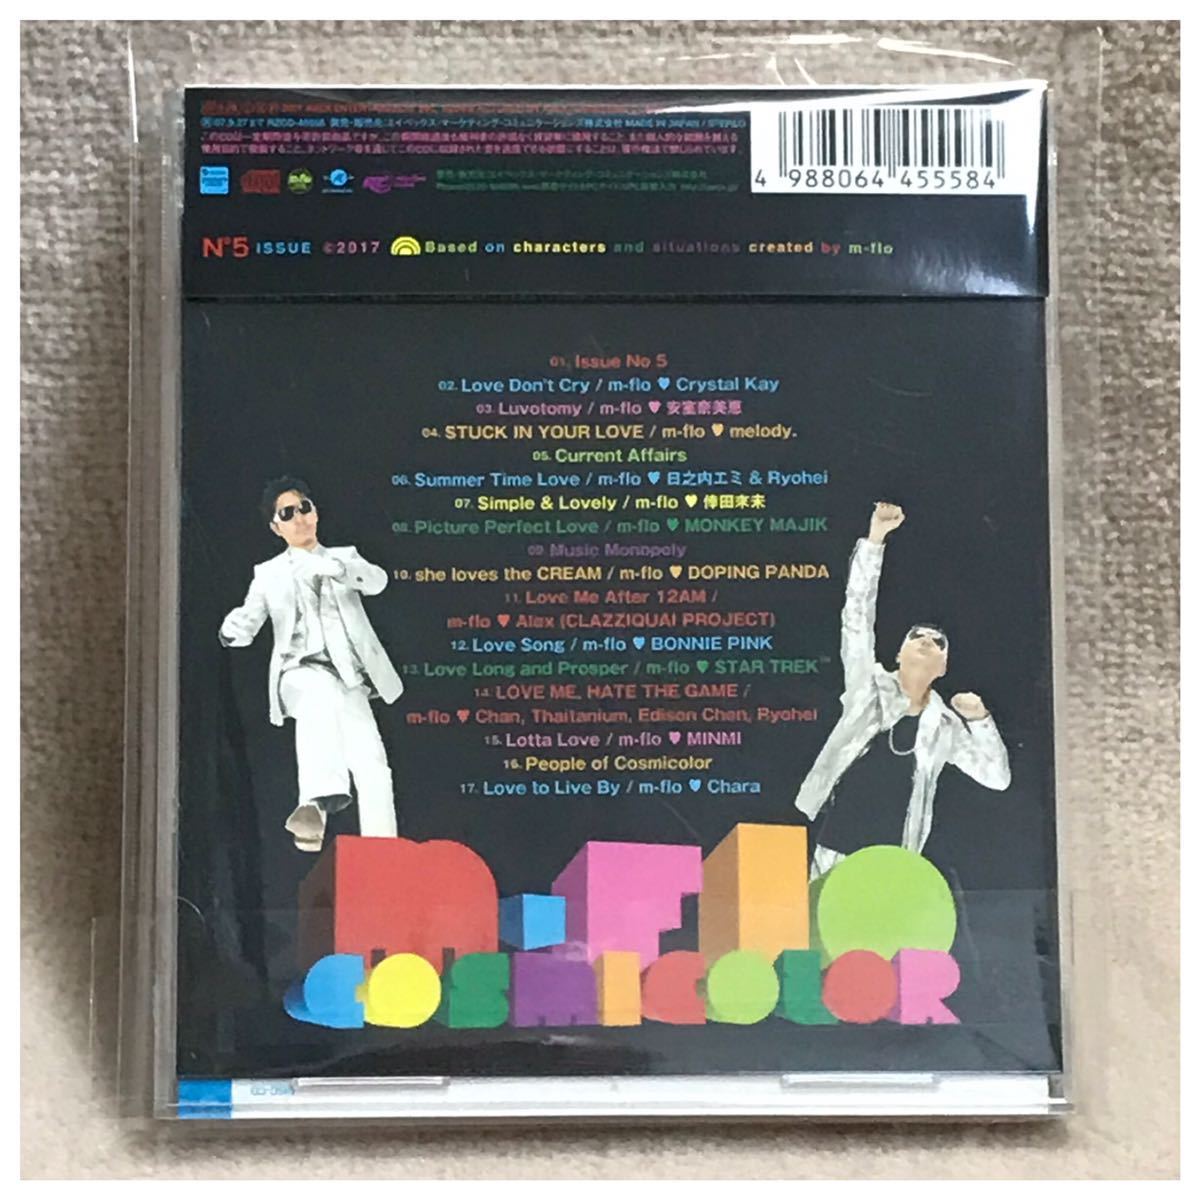 4 988064 455584
N°5 ISSUE ©2017 Based on characters and situations created by m-flo
01. Issue No 5
02. Love Don't Cry / m-flo ♥ Crystal Kay
03. Luvotomy / m-flo ♥ 安室奈美恵
04. STUCK IN YOUR LOVE / m-flo ♥ melody.
05. Current Affairs
06. Summer Time Love / m-flo ♥ 日之内エミ & Ryohei
07. Simple & Lovely / m-flo ♥ 倖田來未
08. Picture Perfect Love / m-flo ♥ MONKEY MAJIK
09. Music Monopoly
10. she loves the CREAM / m-flo ♥ DOPING PANDA
11. Love Me After 12AM /
m-flo ♥ Alex (CLAZZIQUAI PROJECT)
12. Love Song / m-flo ♥ BONNIE PINK
13. Love Long and Prosper / m-flo ♥ STAR TREK™
14. LOVE ME, HATE THE GAME /
m-flo ♥ Chan, Thaitanium, Edison Chen, Ryohei
15. Lotta Love / m-flo ♥ MINMI
16. People of Cosmicolor
17. Love to Live By / m-flo ♥ Chara
m-flo
COSMICOLOR